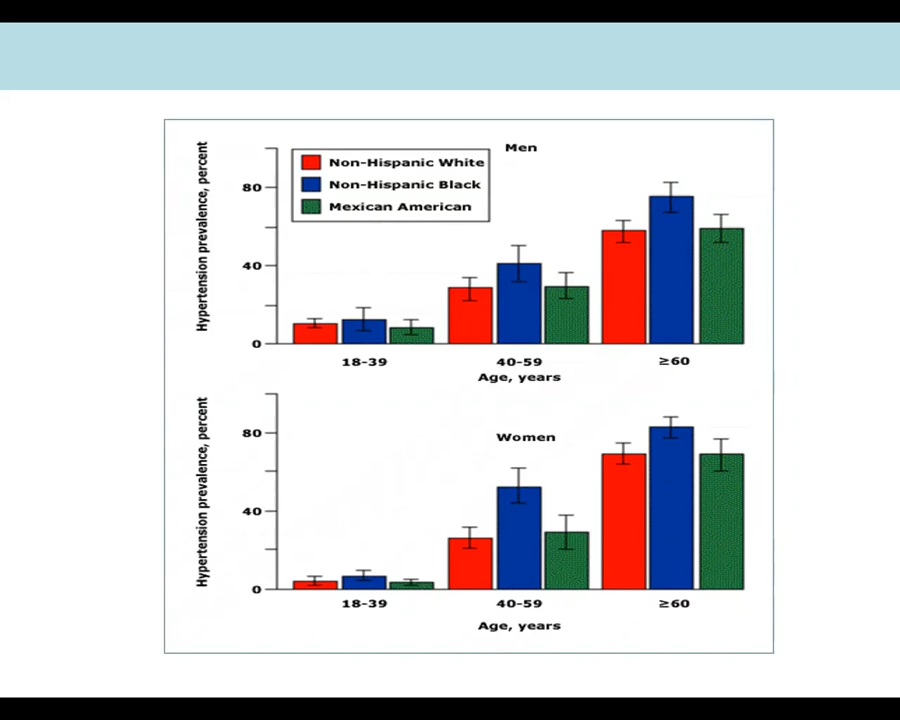 Men
Hypertension prevalence, percent
Non-Hispanic White
Non-Hispanic Black
Mexican American
80
40
0
18-39
40-59
≥60
Age, years
Women
Hypertension prevalence, percent
80
40
0
18-39
40-59
≥60
Age, years